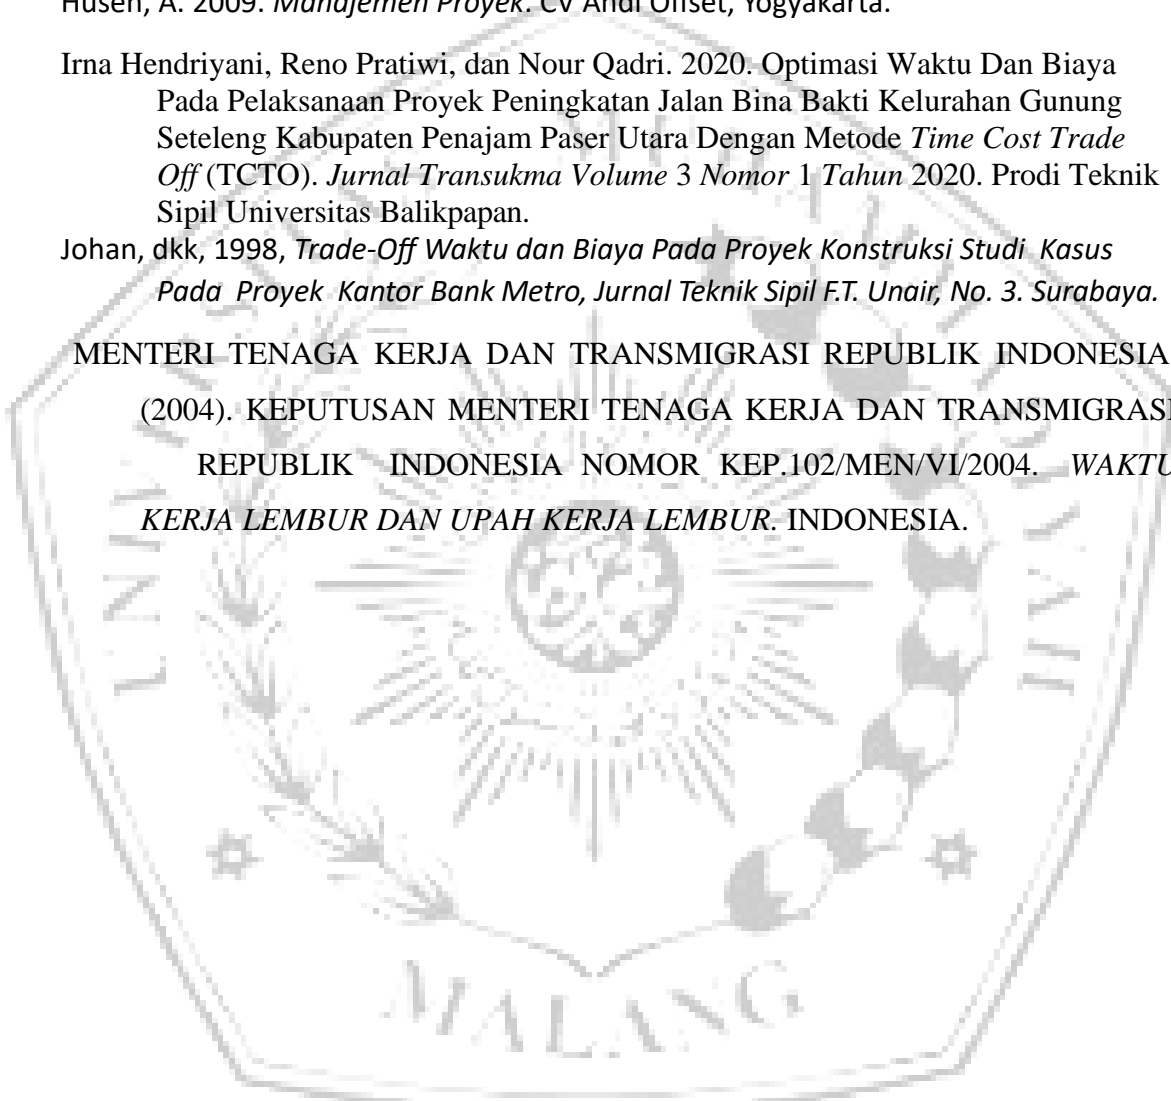 Husen, A. 2009. Manajemen Proyek. CV Andi Offset, Yogyakarta.
Irna Hendriyani, Reno Pratiwi, dan Nour Qadri. 2020. Optimasi Waktu Dan Biaya
Pada Pelaksanaan Proyek Peningkatan Jalan Bina Bakti Kelurahan Gunung
Seteleng Kabupaten Penajam Paser Utara Dengan Metode Time Cost Trade
Off (TCTO). Jurnal Transukma Volume 3 Nomor 1 Tahun 2020. Prodi Teknik
Sipil Universitas Balikpapan.
Johan, dkk, 1998, Trade-Off Waktu dan Biaya Pada Proyek Konstruksi Studi Kasus
Pada Proyek Kantor Bank Metro, Jurnal Teknik Sipil F.T. Unair, No. 3. Surabaya.
MENTERI TENAGA KERJA DAN TRANSMIGRASI REPUBLIK INDONESIA
(2004). KEPUTUSAN MENTERI TENAGA KERJA DAN TRANSMIGRASI
REPUBLIK INDONESIA NOMOR KEP.102/MEN/VI/2004. WAKTU
KERJA LEMBUR DAN UPAH KERJA LEMBUR. INDONESIA.
MALANG